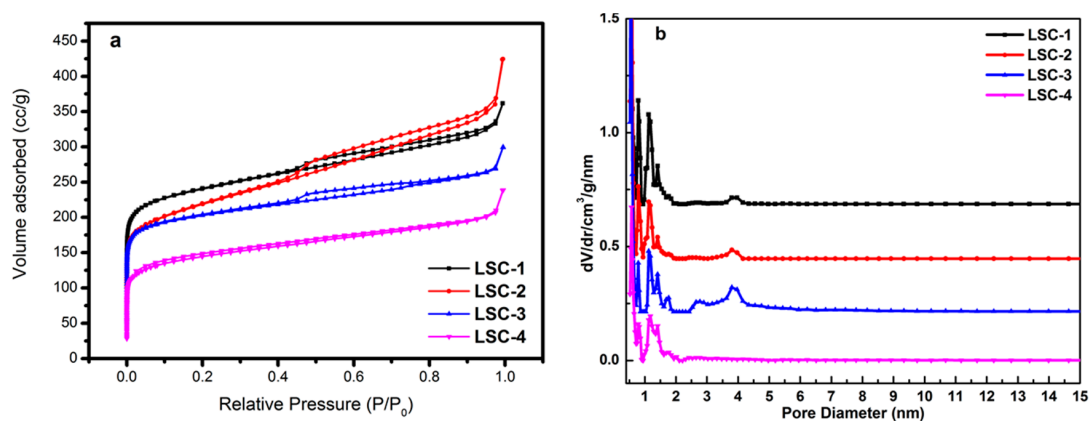 a
450
400
350
300
250
200
150
100
50
0
Volume adsorbed (cc/g)
LSC-1
LSC-2
LSC-3
LSC-4
0.0 0.2 0.4 0.6 0.8 1.0
Relative Pressure (P/P0)
b
1.5
1.0
0.5
0.0
dV/dr/cm³/g/nm
LSC-1
LSC-2
LSC-3
LSC-4
1 2 3 4 5 6 7 8 9 10 11 12 13 14 15
Pore Diameter (nm)